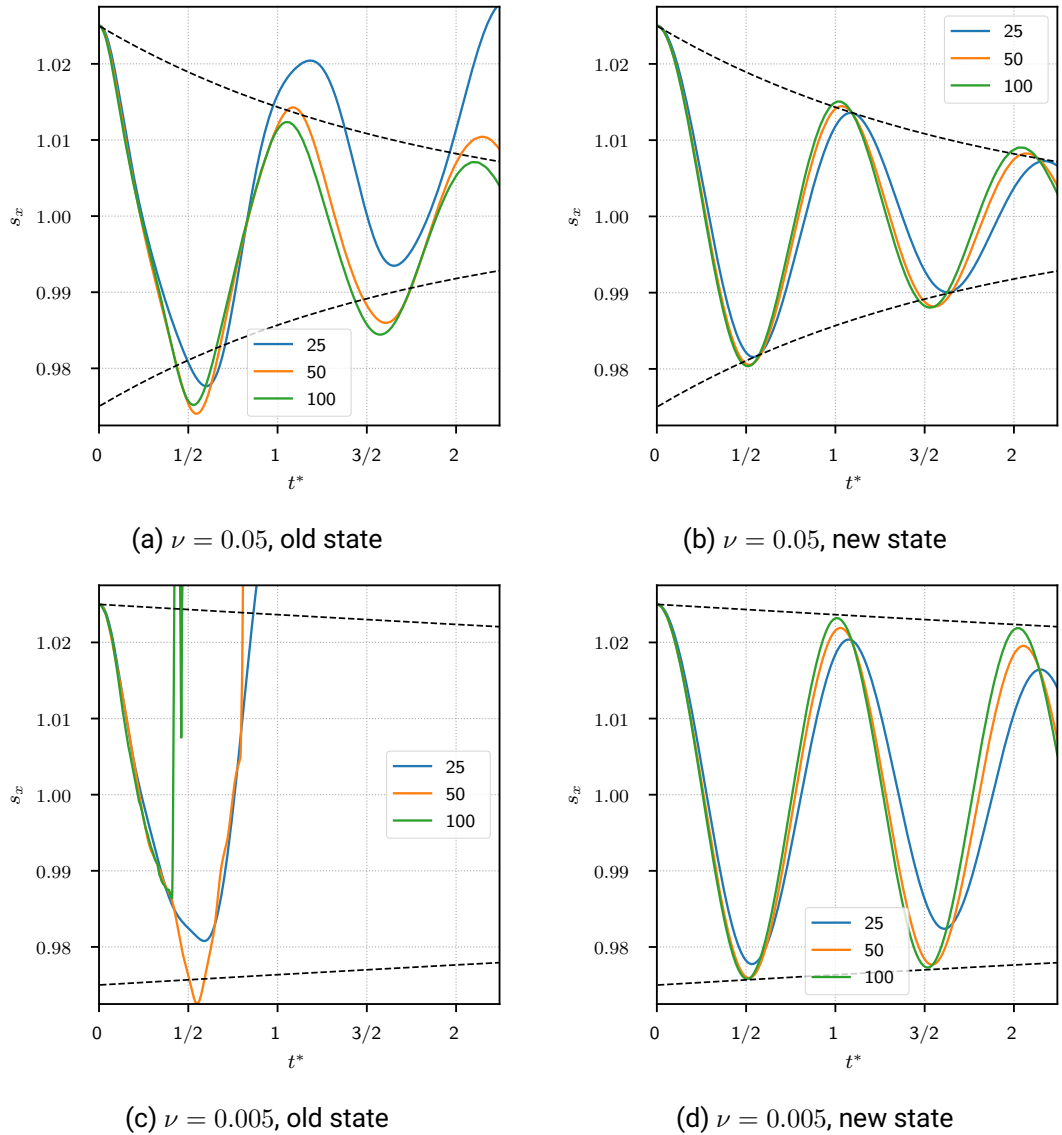 1.02
1.01
1.00
0.99
0.98
s_x
0 1/2 1 3/2 2
t*
25
50
100
(a) ν = 0.05, old state
1.02
1.01
1.00
0.99
0.98
s_x
0 1/2 1 3/2 2
t*
25
50
100
(b) ν = 0.05, new state
1.02
1.01
1.00
0.99
0.98
s_x
0 1/2 1 3/2 2
t*
25
50
100
(c) ν = 0.005, old state
1.02
1.01
1.00
0.99
0.98
s_x
0 1/2 1 3/2 2
t*
25
50
100
(d) ν = 0.005, new state